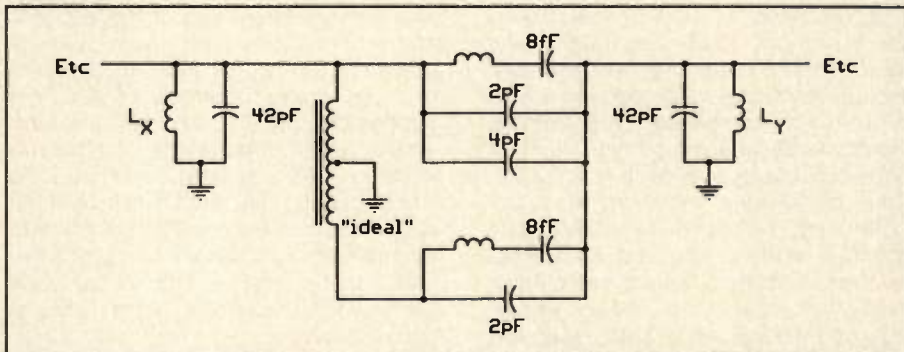 8fF
Etc
Etc
2pF
LX
42pF
42pF
LY
4pF
"ideal"
8fF
2pF